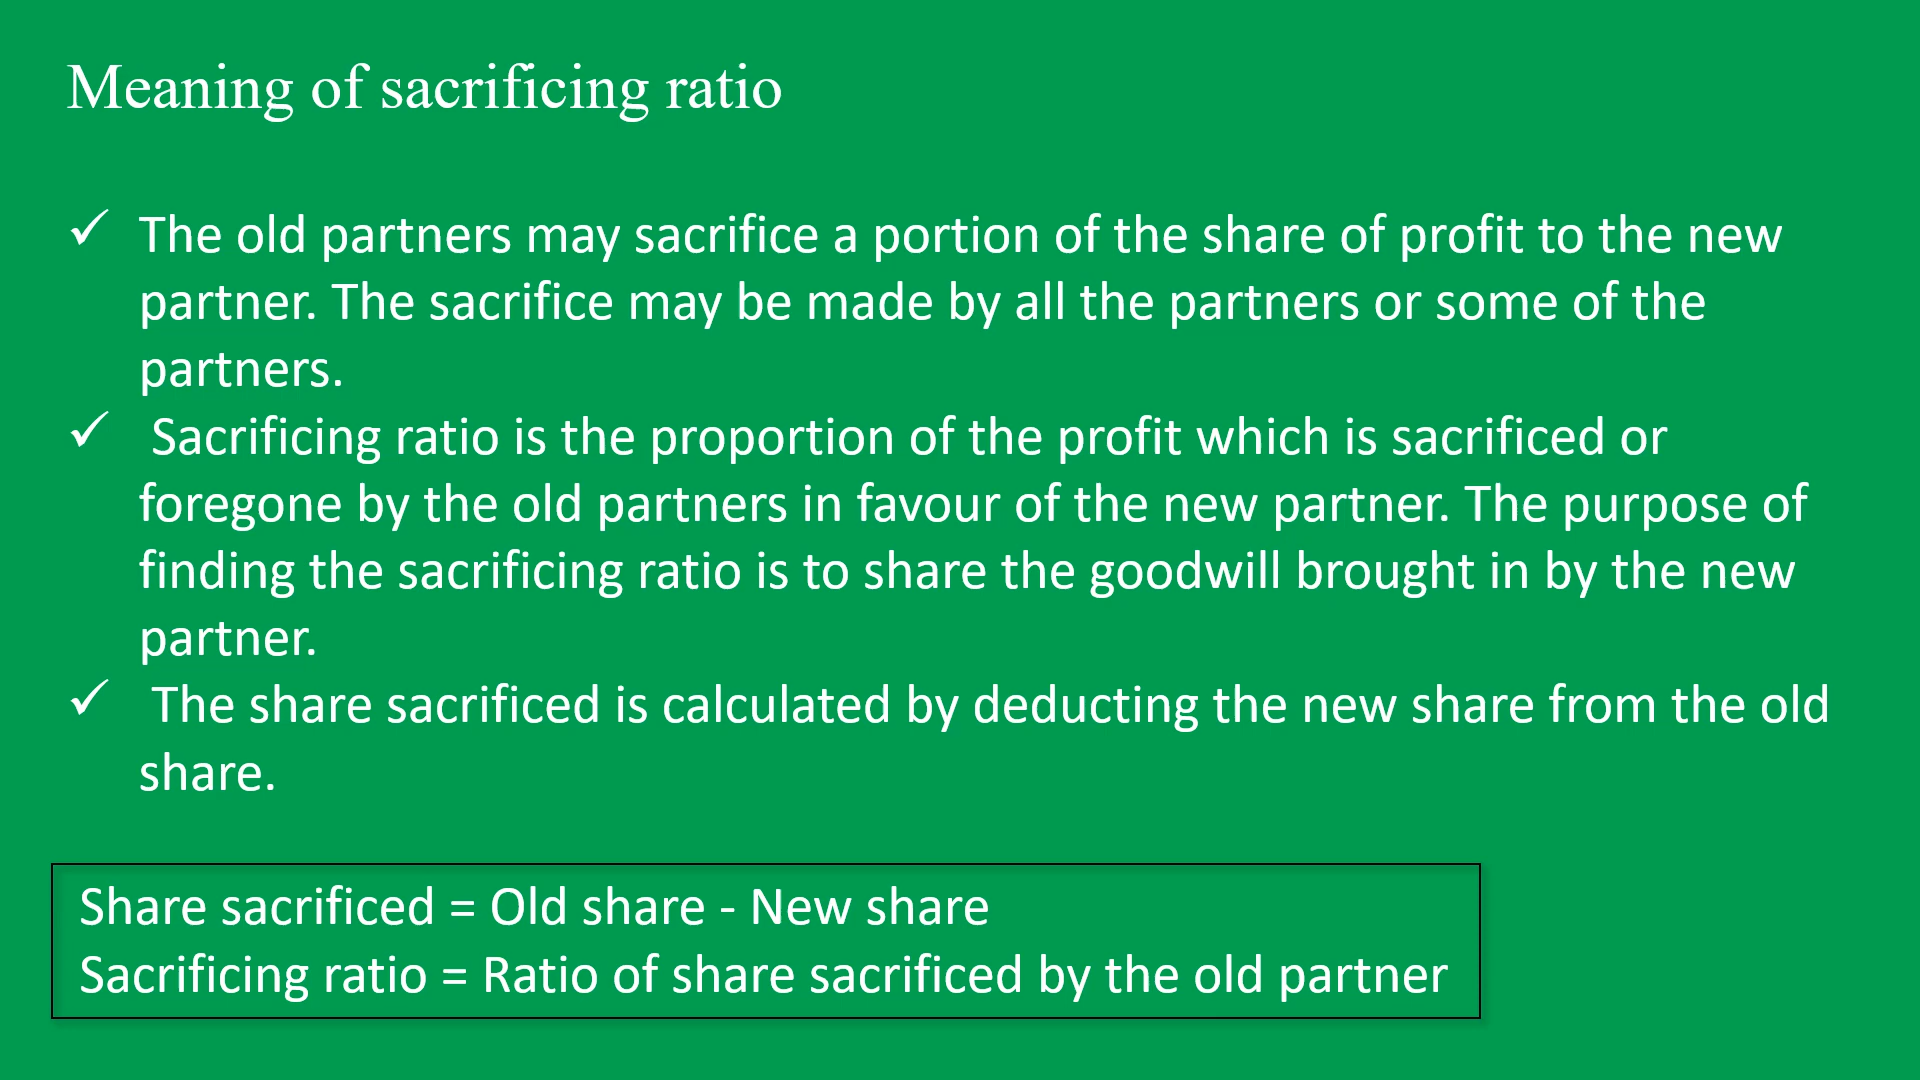 Meaning of sacrificing ratio
✓ The old partners may sacrifice a portion of the share of profit to the new
partner. The sacrifice may be made by all the partners or some of the
partners.
✓ Sacrificing ratio is the proportion of the profit which is sacrificed or
foregone by the old partners in favour of the new partner. The purpose of
finding the sacrificing ratio is to share the goodwill brought in by the new
partner.
✓ The share sacrificed is calculated by deducting the new share from the old
share.
Share sacrificed = Old share - New share
Sacrificing ratio = Ratio of share sacrificed by the old partner